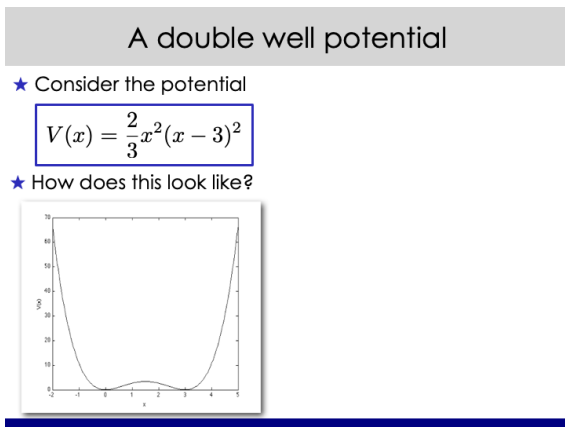 A double well potential
★ Consider the potential
V(x) = \frac{2}{3}x^2(x − 3)^2
★ How does this look like?
70
60
50
40
30
20
10
0
V(x)
-2 -1 0 1 2 3 4 5
x